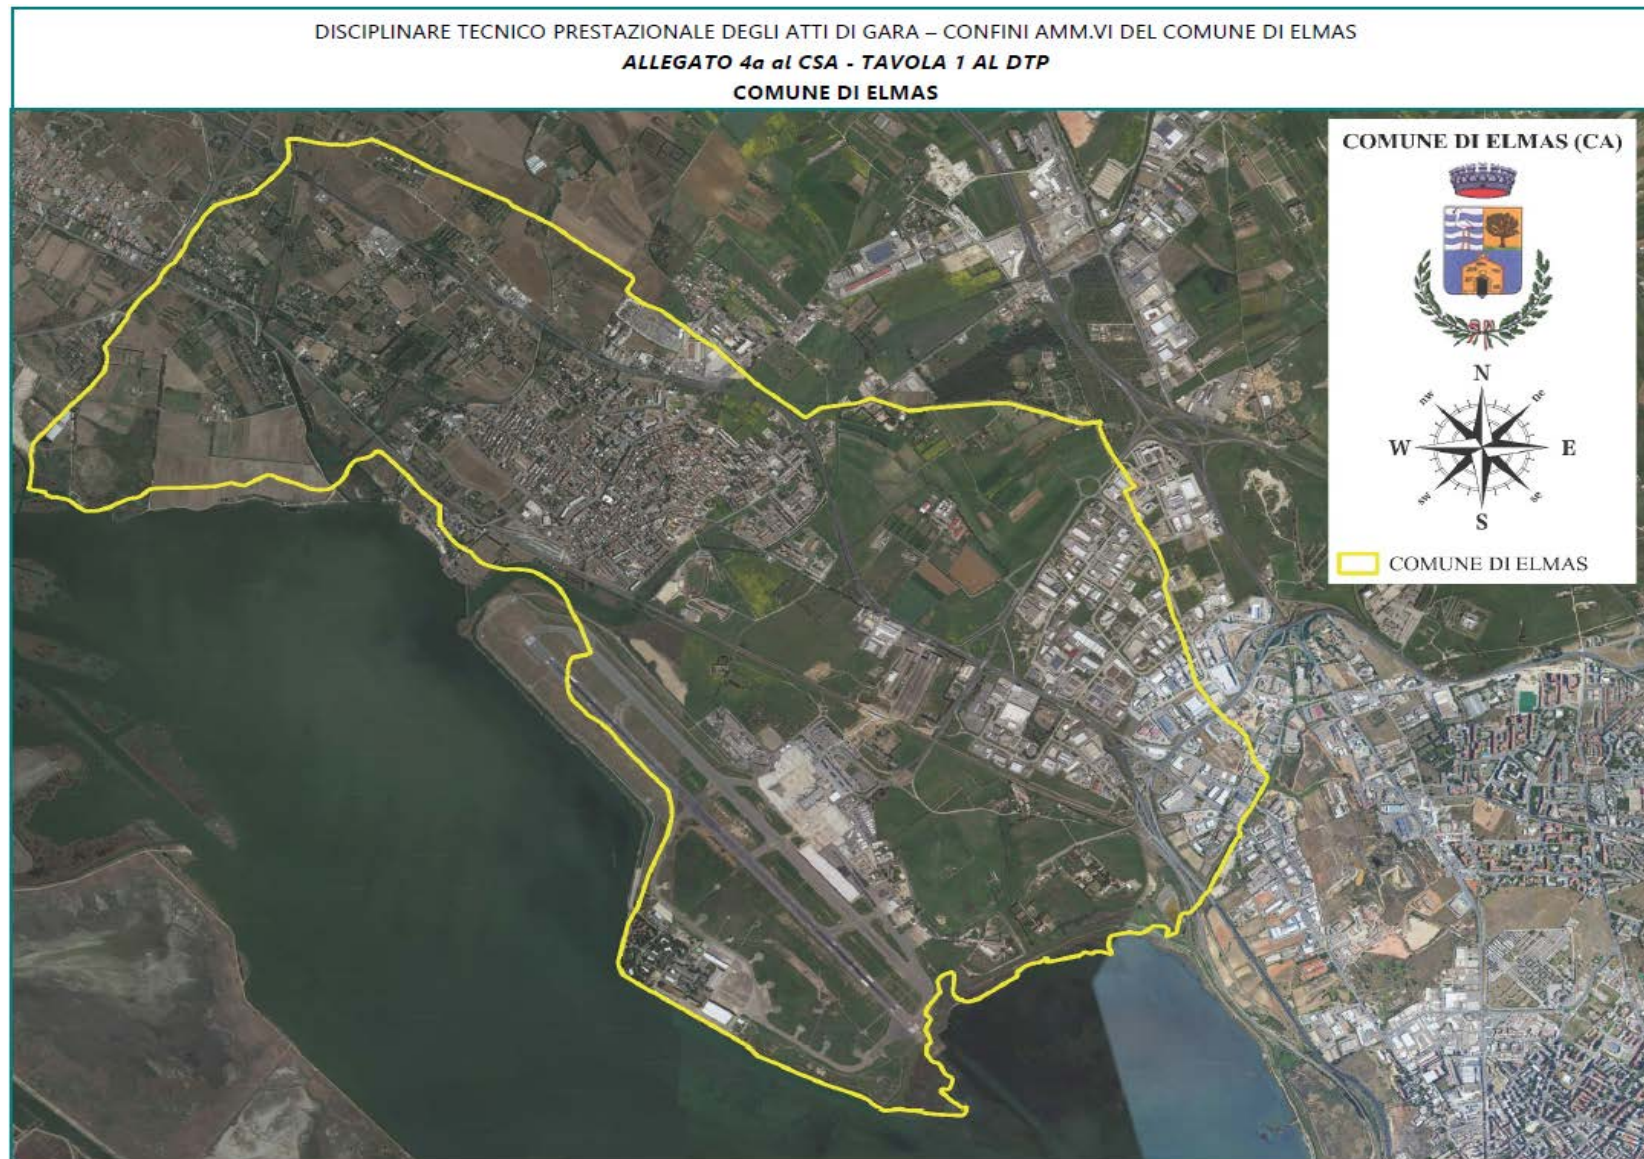 DISCIPLINARE TECNICO PRESTAZIONALE DEGLI ATTI DI GARA – CONFINI AMM.VI DEL COMUNE DI ELMAS
ALLEGATO 4a al CSA - TAVOLA 1 AL DTP
COMUNE DI ELMAS
COMUNE DI ELMAS (CA)
N
nw
ne
W
E
sw
se
S
COMUNE DI ELMAS